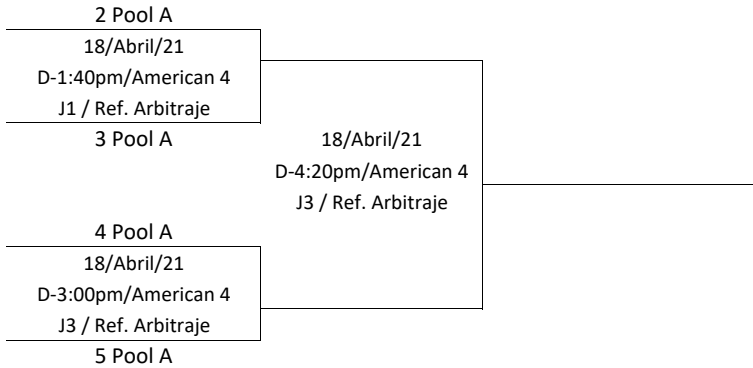 2 Pool A
18/Abril/21
D-1:40pm/American 4
J1 / Ref. Arbitraje
3 Pool A
18/Abril/21
D-4:20pm/American 4
J3 / Ref. Arbitraje
4 Pool A
18/Abril/21
D-3:00pm/American 4
J3 / Ref. Arbitraje
5 Pool A